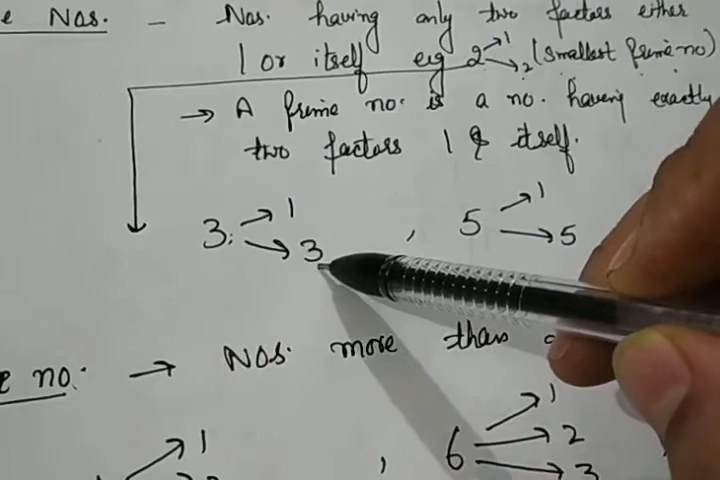 e Nos. - Nos. having only two factors either
1 or itself eg 2 → 1 → 2 (smallest prime no)
→ A prime no. is a no. having exactly
two factors 1 & itself.
3: → 1 → 3 , 5 → 1 → 5
e no: → Nos. more than
→ 1 , 6 → 1 → 2 → 3